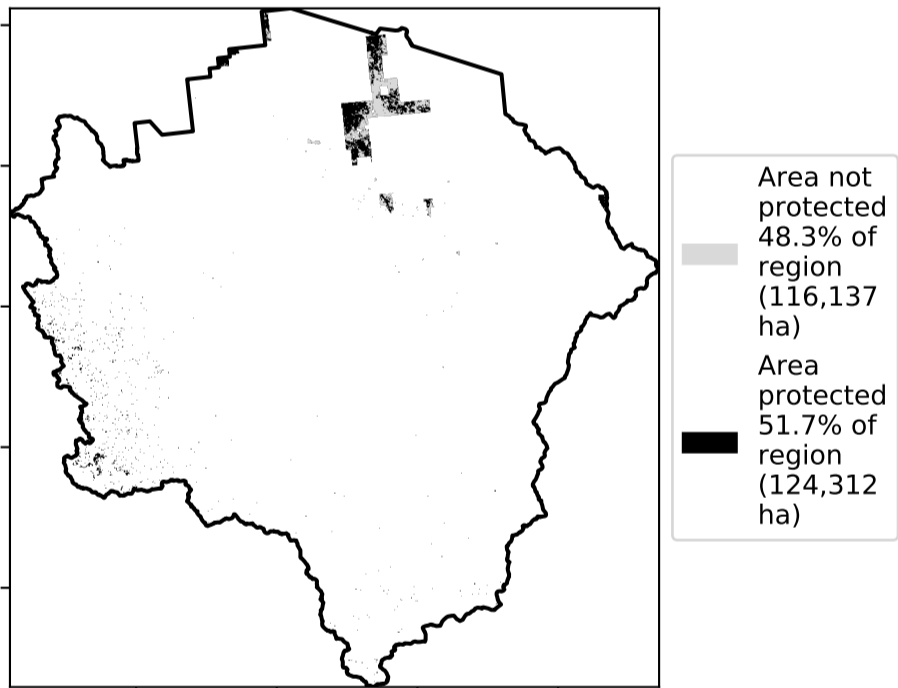 Area not
protected
48.3% of
region
(116,137
ha)
Area
protected
51.7% of
region
(124,312
ha)